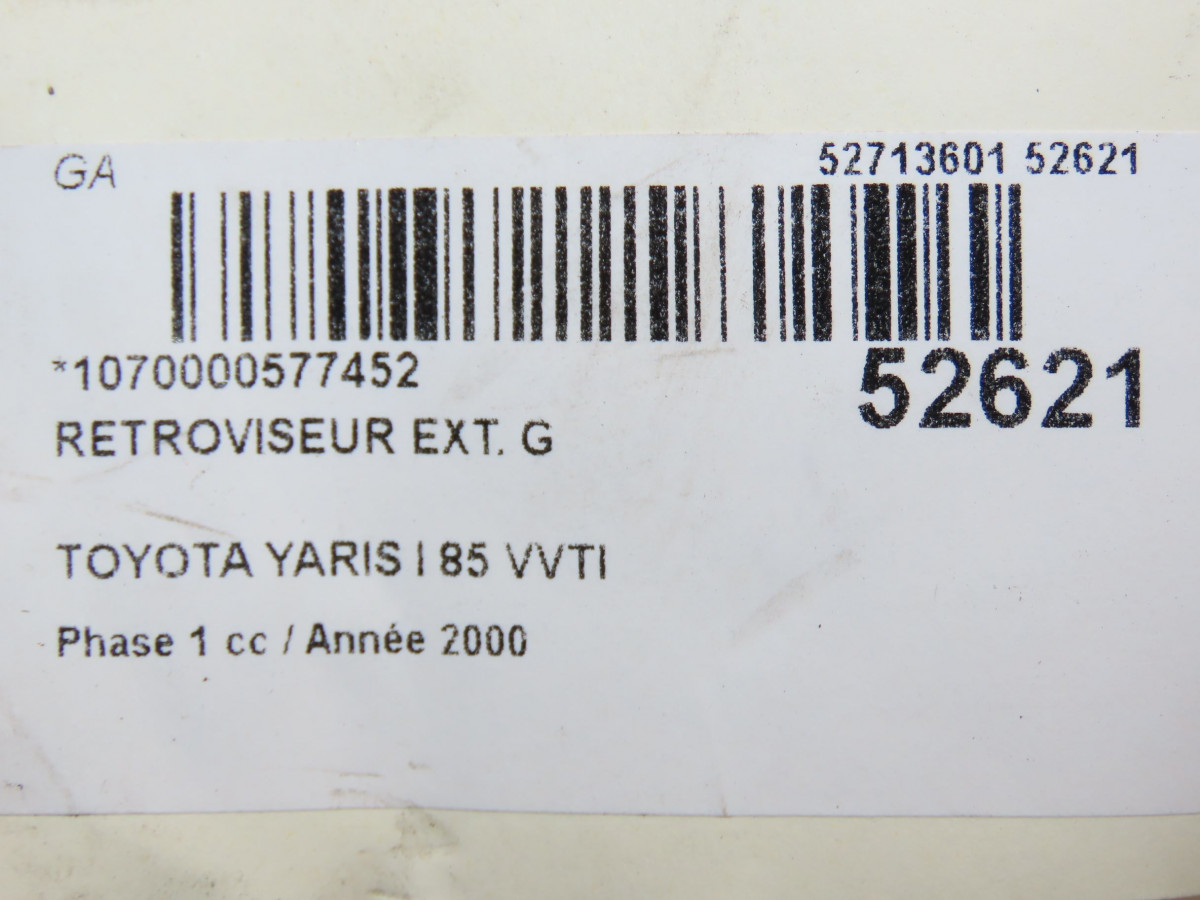 GA
52713601 52621
*1070000577452
52621
RETROVISEUR EXT. G
TOYOTA YARIS I 85 VVTI
Phase 1 cc / Année 2000